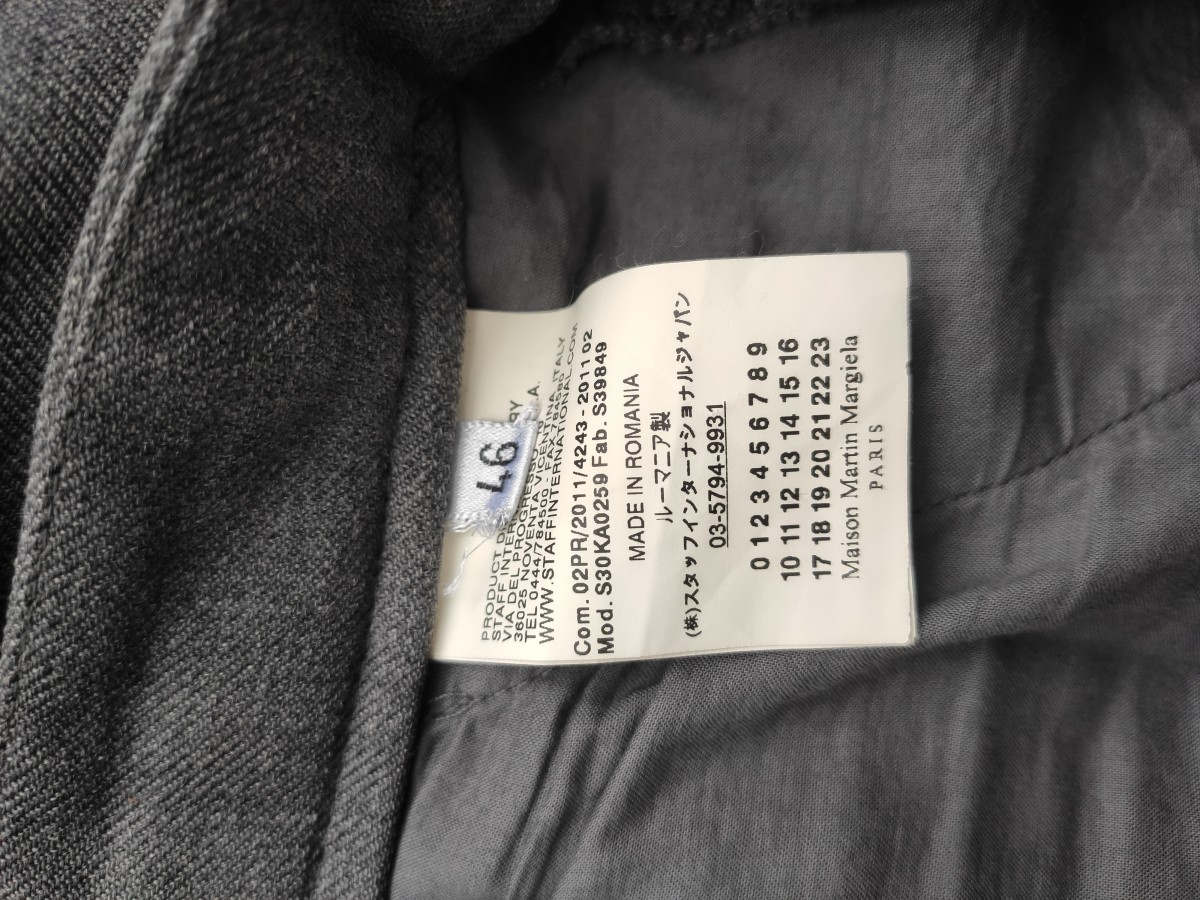 46
PRODUCT
STAFF
VIA DEL PROGRESSO
36025 NOVENTA VICENTINA, ITALY
TEL 0444/784500 - FAX 784580
WWW.STAFFINTERNATIONAL.COM
Com. 02PR/2011/4243 - 201102
Mod. S30KA0259 Fab. S39849
MADE IN ROMANIA
ルーマニア製
(株)スタッフインターナショナルジャパン
03-5794-9931
0 1 2 3 4 5 6 7 8 9
10 11 12 13 14 15 16
17 18 19 20 21 22 23
Maison Martin Margiela
PARIS